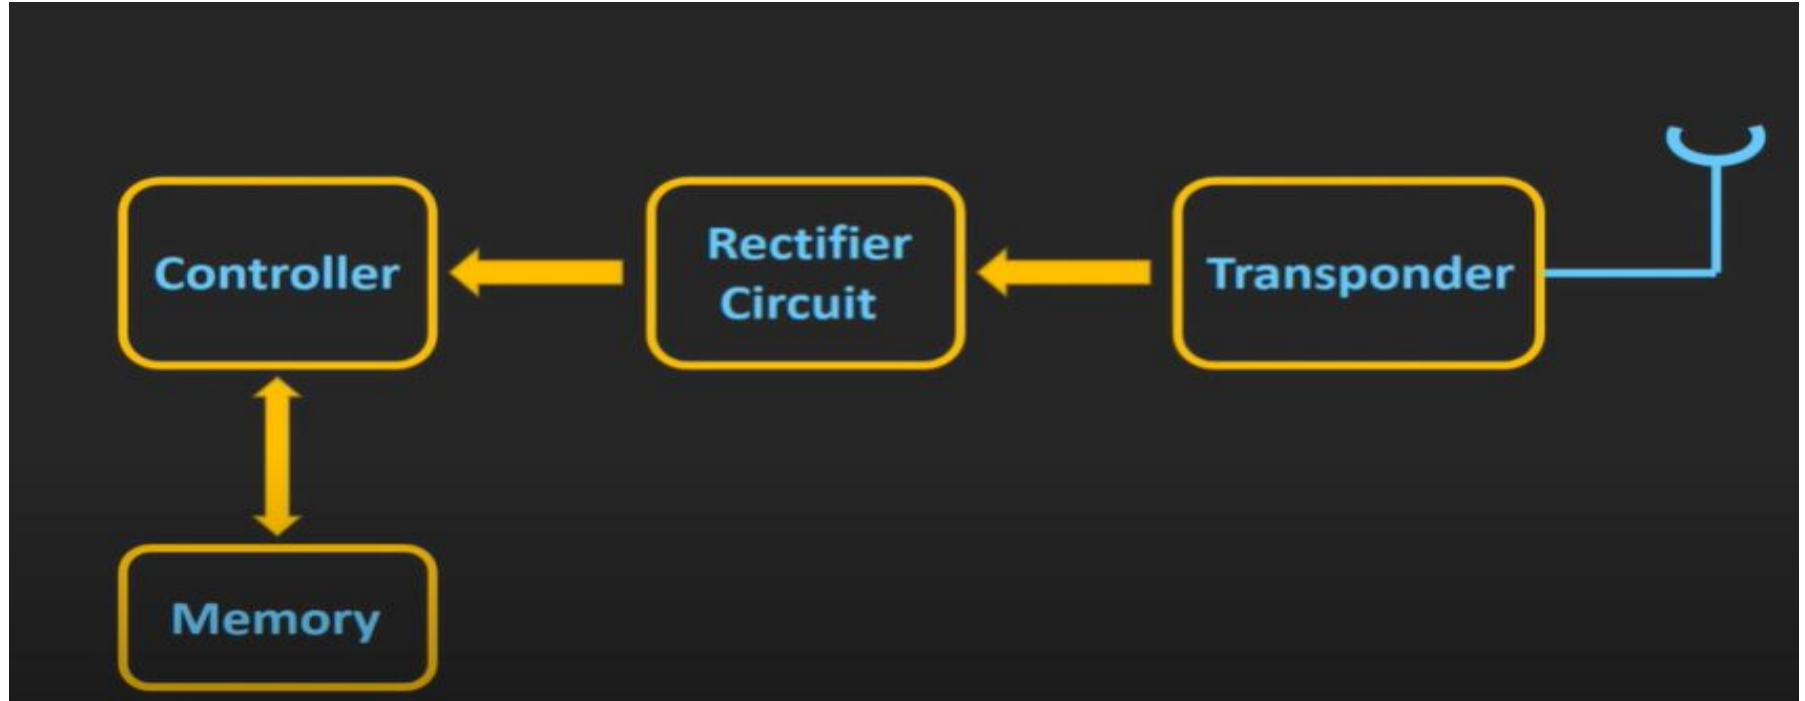 Controller
Rectifier
Circuit
Transponder
Memory